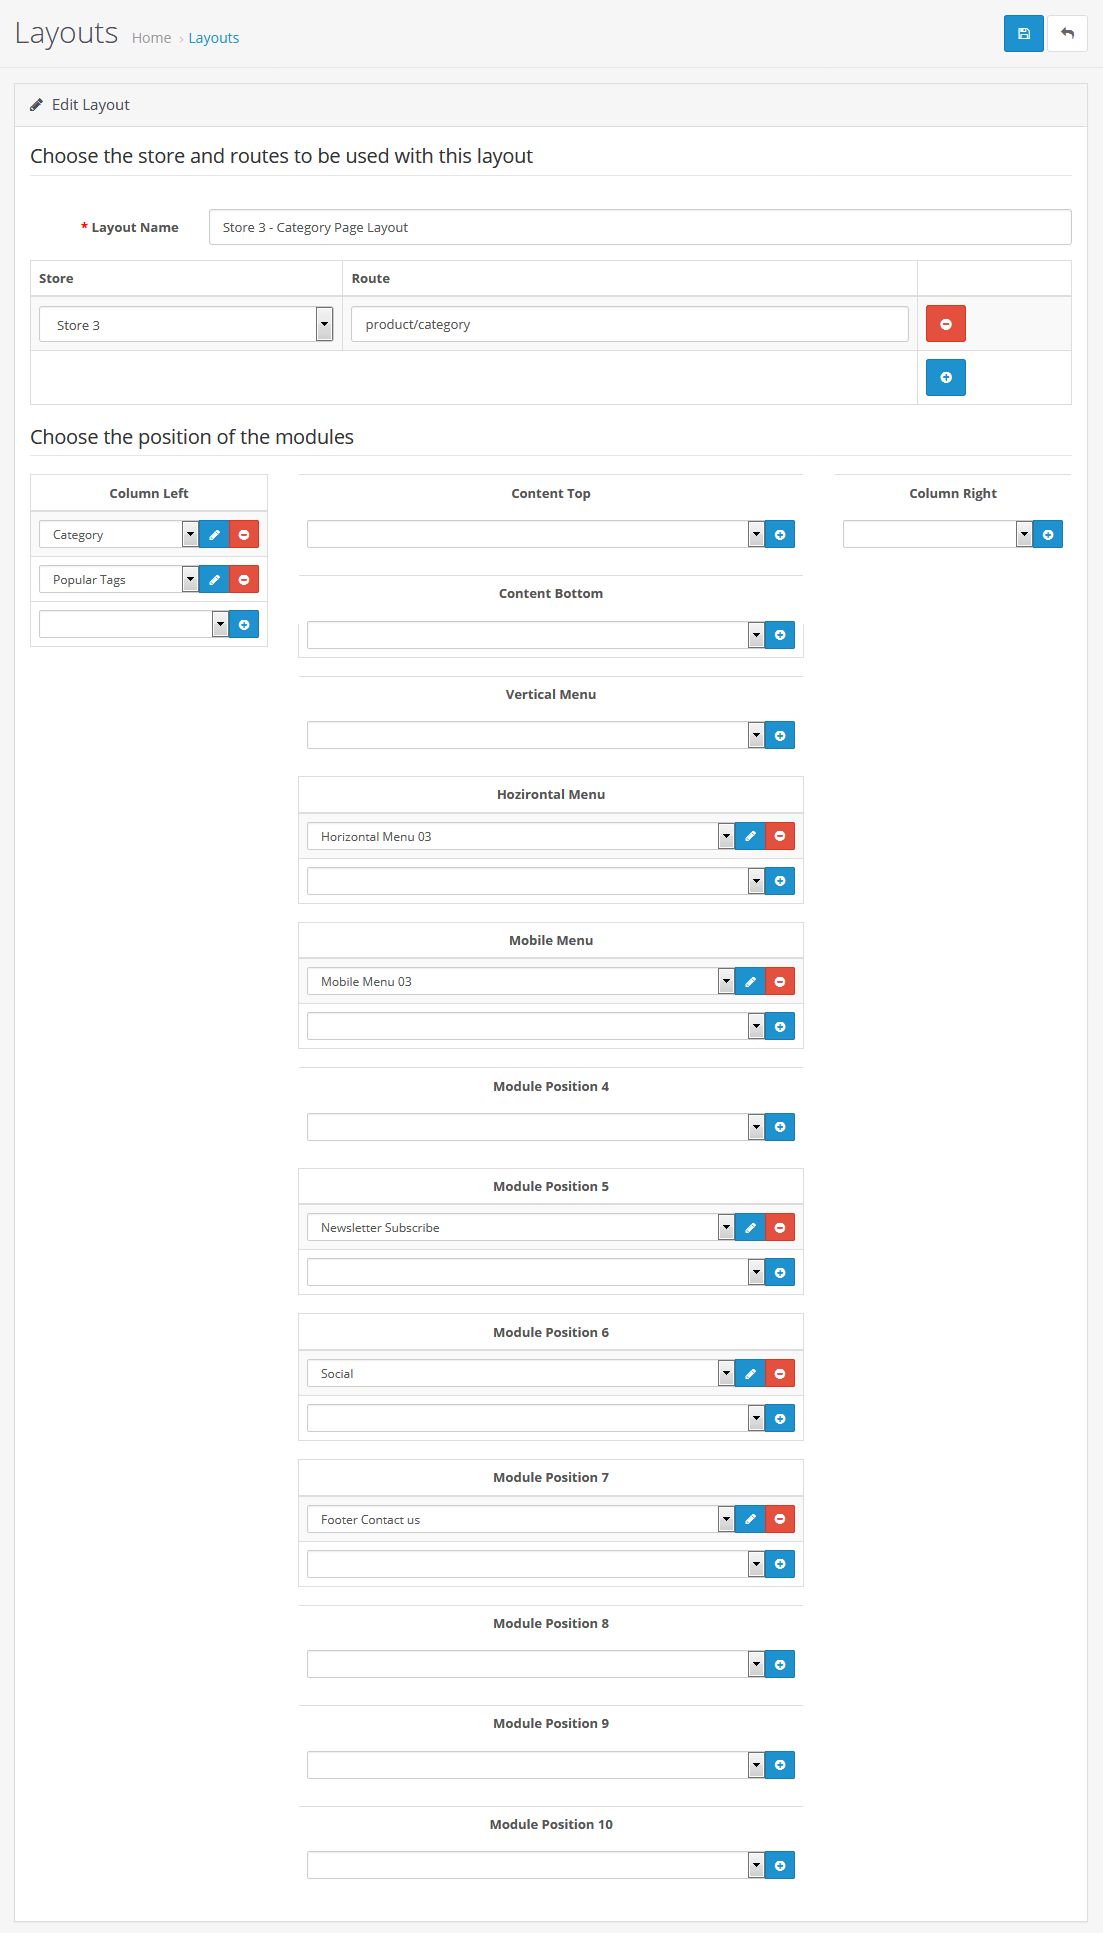 Layouts Home › Layouts
Edit Layout
Choose the store and routes to be used with this layout
* Layout Name Store 3 - Category Page Layout
Store Route
Store 3 product/category
Choose the position of the modules
Column Left
Category
Popular Tags
Content Top
Column Right
Content Bottom
Vertical Menu
Hozirontal Menu
Horizontal Menu 03
Mobile Menu
Mobile Menu 03
Module Position 4
Module Position 5
Newsletter Subscribe
Module Position 6
Social
Module Position 7
Footer Contact us
Module Position 8
Module Position 9
Module Position 10